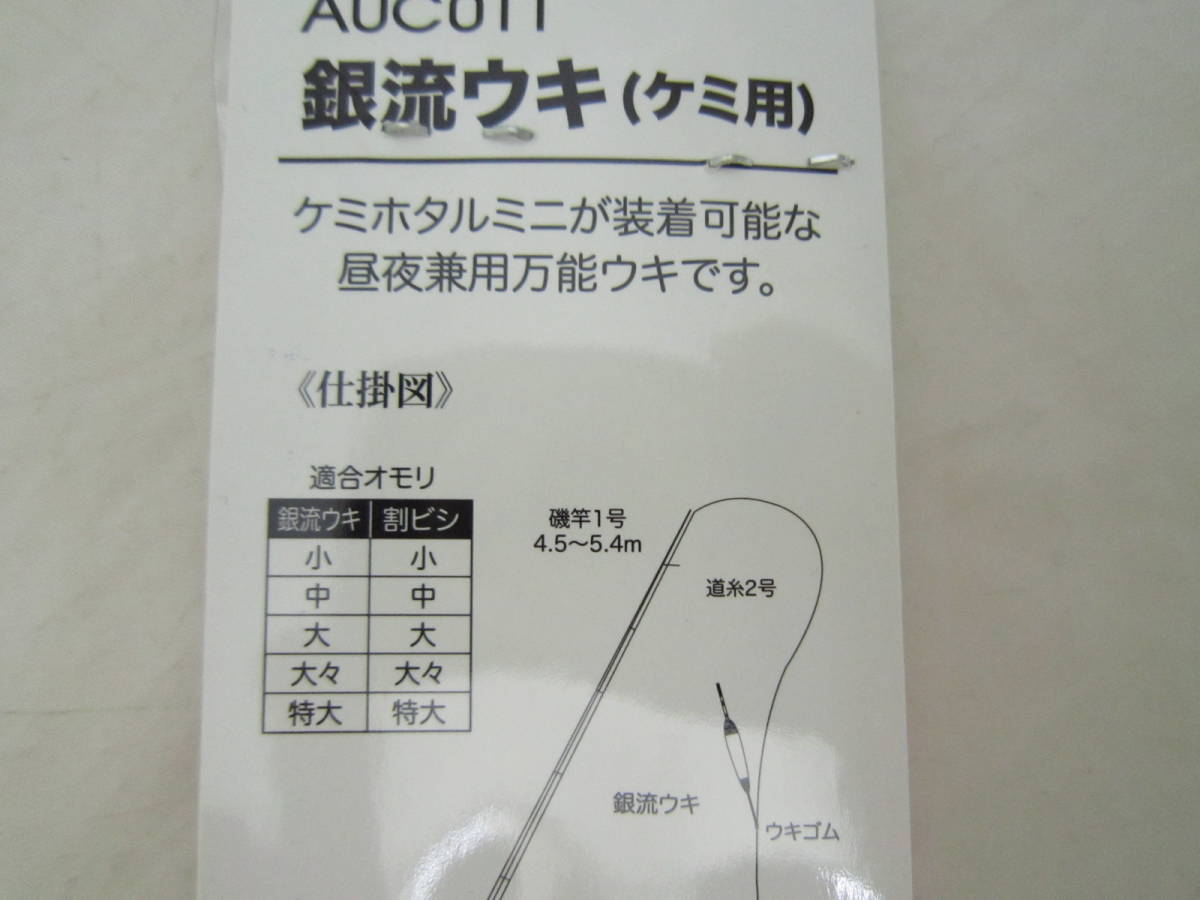 AUC011
銀流ウキ(ケミ用)
ケミホタルミニが装着可能な
昼夜兼用万能ウキです。
《仕掛図》
適合オモリ
銀流ウキ 割ビシ
小 小
中 中
大 大
大々 大々
特大 特大
磯竿1号
4.5～5.4m
道糸2号
銀流ウキ
ウキゴム